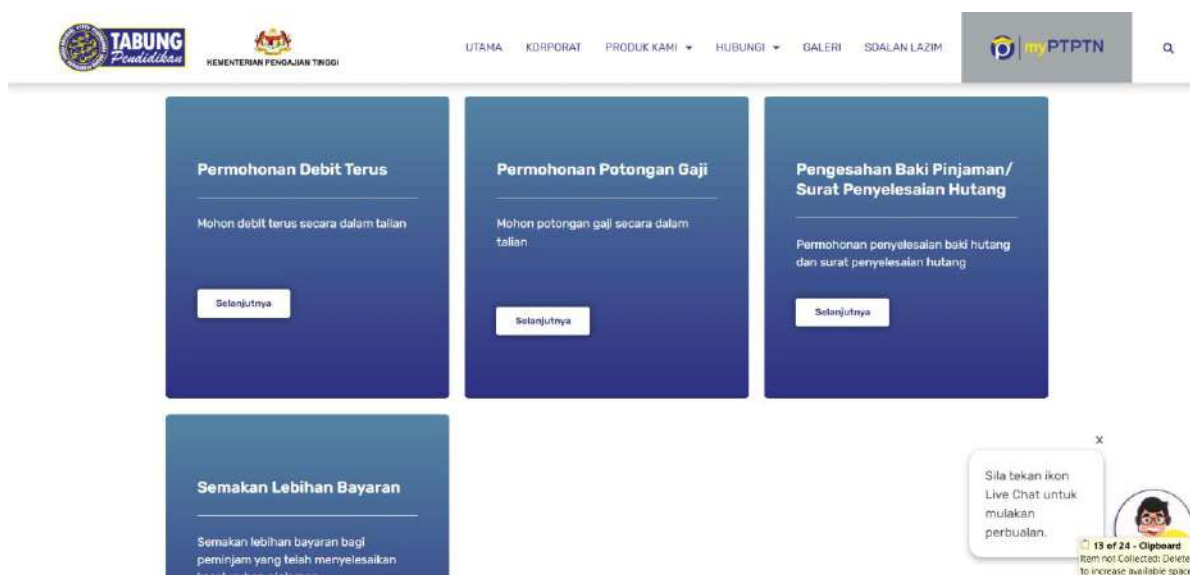 TABUNG
Pendidikan
KEMENTERIAN PENGAJIAN TINGGI
UTAMA KORPORAT PRODUK KAMI HUBUNGI GALERI SOALAN LAZIM
myPTPTN
Permohonan Debit Terus
Mohon debit terus secara dalam talian
Selanjutnya
Permohonan Potongan Gaji
Mohon potongan gaji secara dalam
talian
Selanjutnya
Pengesahan Baki Pinjaman/
Surat Penyelesaian Hutang
Permohonan penyelesaian baki hutang
dan surat penyelesaian hutang
Selanjutnya
Semakan Lebihan Bayaran
Semakan lebihan bayaran bagi
peminjam yang telah menyelesaikan
X
Sila tekan ikon
Live Chat untuk
mulakan
perbualan.
13 of 24 - Clipboard
Item not Collected: Delete
to increase available space